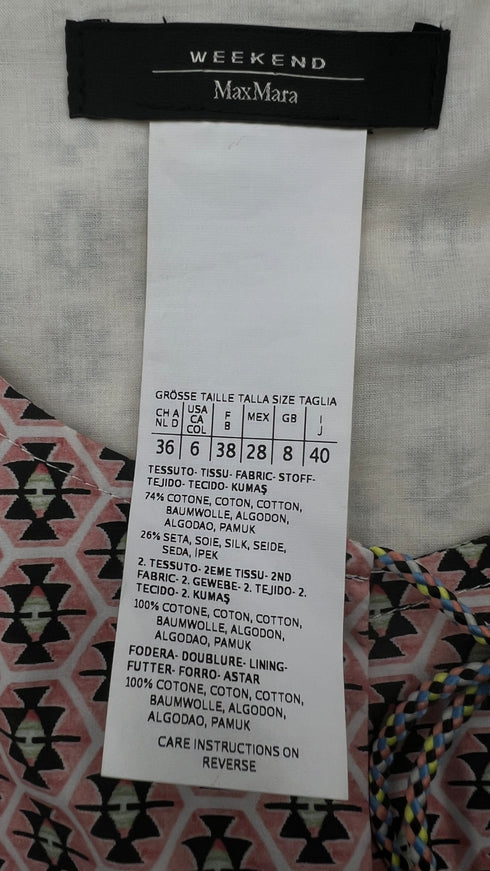 WEEKEND
MaxMara
GRÖSSE TAILLE TALLA SIZE TAGLIA
CH A NL D | USA CA COL | F B | MEX | GB | I J
36 | 6 | 38 | 28 | 8 | 40
TESSUTO- TISSU- FABRIC- STOFF-
TEJIDO- TECIDO- KUMAŞ
74% COTONE, COTON, COTTON,
BAUMWOLLE, ALGODON,
ALGODAO, PAMUK
26% SETA, SOIE, SILK, SEIDE,
SEDA, İPEK
2. TESSUTO- 2EME TISSU- 2ND
FABRIC- 2. GEWEBE- 2. TEJIDO- 2.
TECIDO- 2. KUMAŞ
100% COTONE, COTON, COTTON,
BAUMWOLLE, ALGODON,
ALGODAO, PAMUK
FODERA- DOUBLURE- LINING-
FUTTER- FORRO- ASTAR
100% COTONE, COTON, COTTON,
BAUMWOLLE, ALGODON,
ALGODAO, PAMUK
CARE INSTRUCTIONS ON
REVERSE